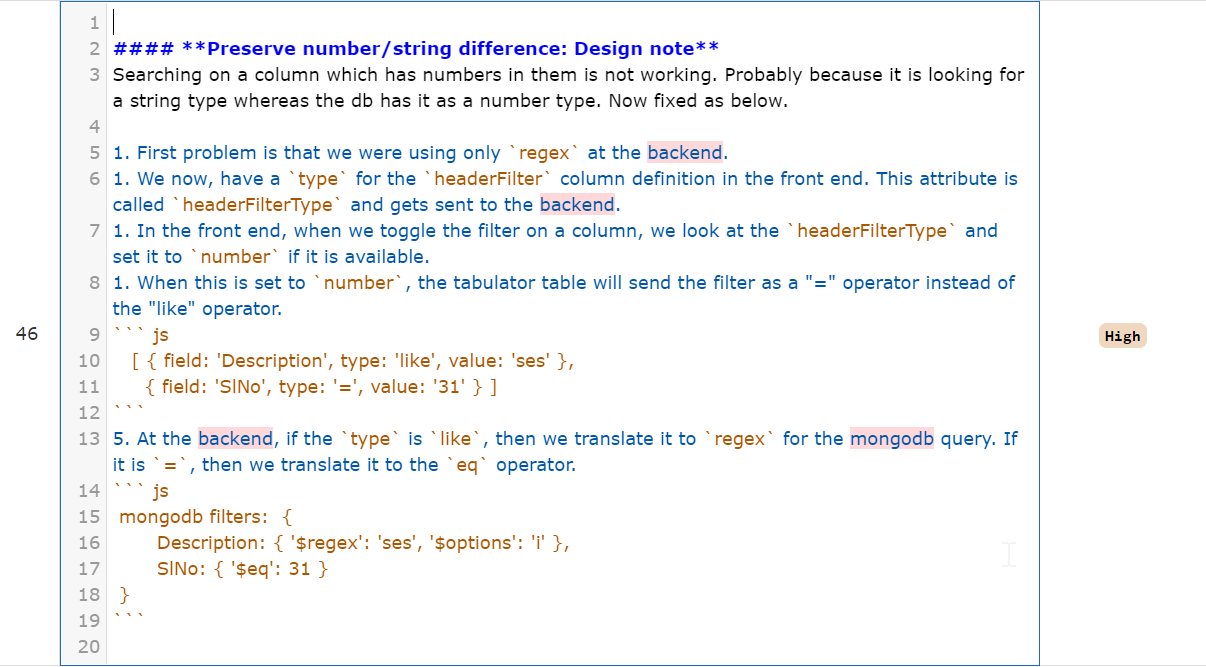 1
2 #### **Preserve number/string difference: Design note**
3 Searching on a column which has numbers in them is not working. Probably because it is looking for
a string type whereas the db has it as a number type. Now fixed as below.
4
5 1. First problem is that we were using only `regex` at the backend.
6 1. We now, have a `type` for the `headerFilter` column definition in the front end. This attribute is
called `headerFilterType` and gets sent to the backend.
7 1. In the front end, when we toggle the filter on a column, we look at the `headerFilterType` and
set it to `number` if it is available.
8 1. When this is set to `number`, the tabulator table will send the filter as a "=" operator instead of
the "like" operator.
46
9 ``` js
High
10 [ { field: 'Description', type: 'like', value: 'ses' },
11 { field: 'SlNo', type: '=', value: '31' } ]
12 ```
13 5. At the backend, if the `type` is `like`, then we translate it to `regex` for the mongodb query. If
it is `=`, then we translate it to the `eq` operator.
14 ``` js
15 mongodb filters:  {
16 Description: { '$regex': 'ses', '$options': 'i' },
17 SlNo: { '$eq': 31 }
18 }
19 ```
20